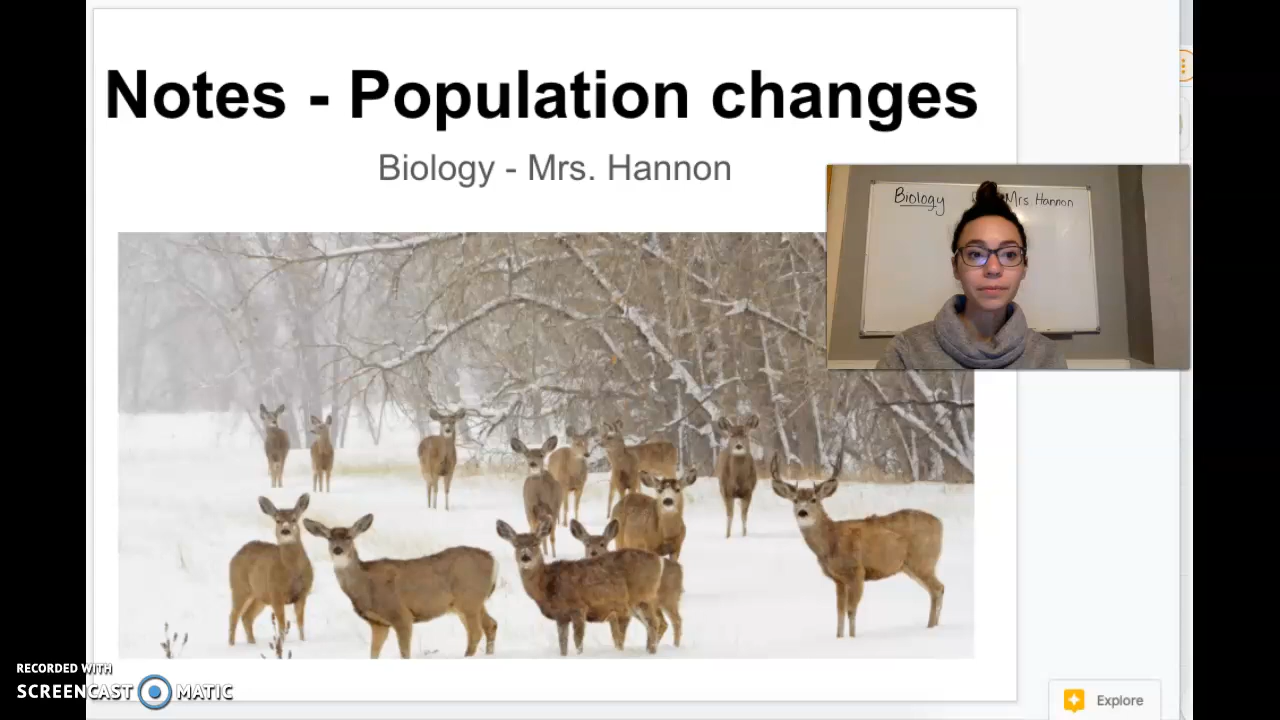 Notes - Population changes
Biology - Mrs. Hannon
Biology Mrs Hannon
RECORDED WITH
SCREENCAST MATIC
Explore